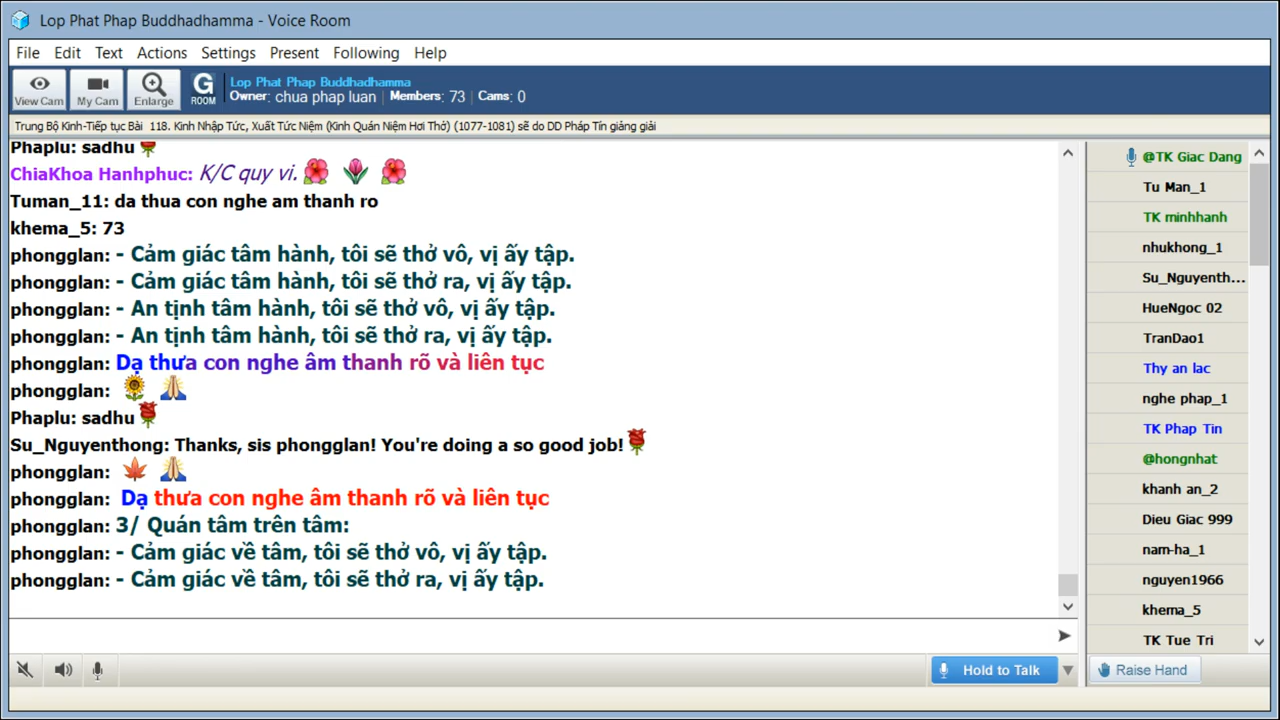 Lop Phat Phap Buddhadhamma - Voice Room
File Edit Text Actions Settings Present Following Help
View Cam
My Cam
Enlarge
G ROOM
Lop Phat Phap Buddhadhamma
Owner: chua phap luan | Members: 73 | Cams: 0
Trung Bộ Kinh-Tiếp tục Bài 118. Kinh Nhập Tức, Xuất Tức Niệm (Kinh Quán Niệm Hơi Thở) (1077-1081) sẽ do DD Pháp Tín giảng giải
Phaplu: sadhu
ChiaKhoa Hanhphuc: K/C quy vi.
Tuman_11: da thua con nghe am thanh ro
khema_5: 73
phongglan: - Cảm giác tâm hành, tôi sẽ thở vô, vị ấy tập.
phongglan: - Cảm giác tâm hành, tôi sẽ thở ra, vị ấy tập.
phongglan: - An tịnh tâm hành, tôi sẽ thở vô, vị ấy tập.
phongglan: - An tịnh tâm hành, tôi sẽ thở ra, vị ấy tập.
phongglan: Dạ thưa con nghe âm thanh rõ và liên tục
phongglan:
Phaplu: sadhu
Su_Nguyenthong: Thanks, sis phongglan! You're doing a so good job!
phongglan:
phongglan: Dạ thưa con nghe âm thanh rõ và liên tục
phongglan: 3/ Quán tâm trên tâm:
phongglan: - Cảm giác về tâm, tôi sẽ thở vô, vị ấy tập.
phongglan: - Cảm giác về tâm, tôi sẽ thở ra, vị ấy tập.
@TK Giac Dang
Tu Man_1
TK minhhanh
nhukhong_1
Su_Nguyenth...
HueNgoc 02
TranDao1
Thy an lac
nghe phap_1
TK Phap Tin
@hongnhat
khanh an_2
Dieu Giac 999
nam-ha_1
nguyen1966
khema_5
TK Tue Tri
Hold to Talk
Raise Hand